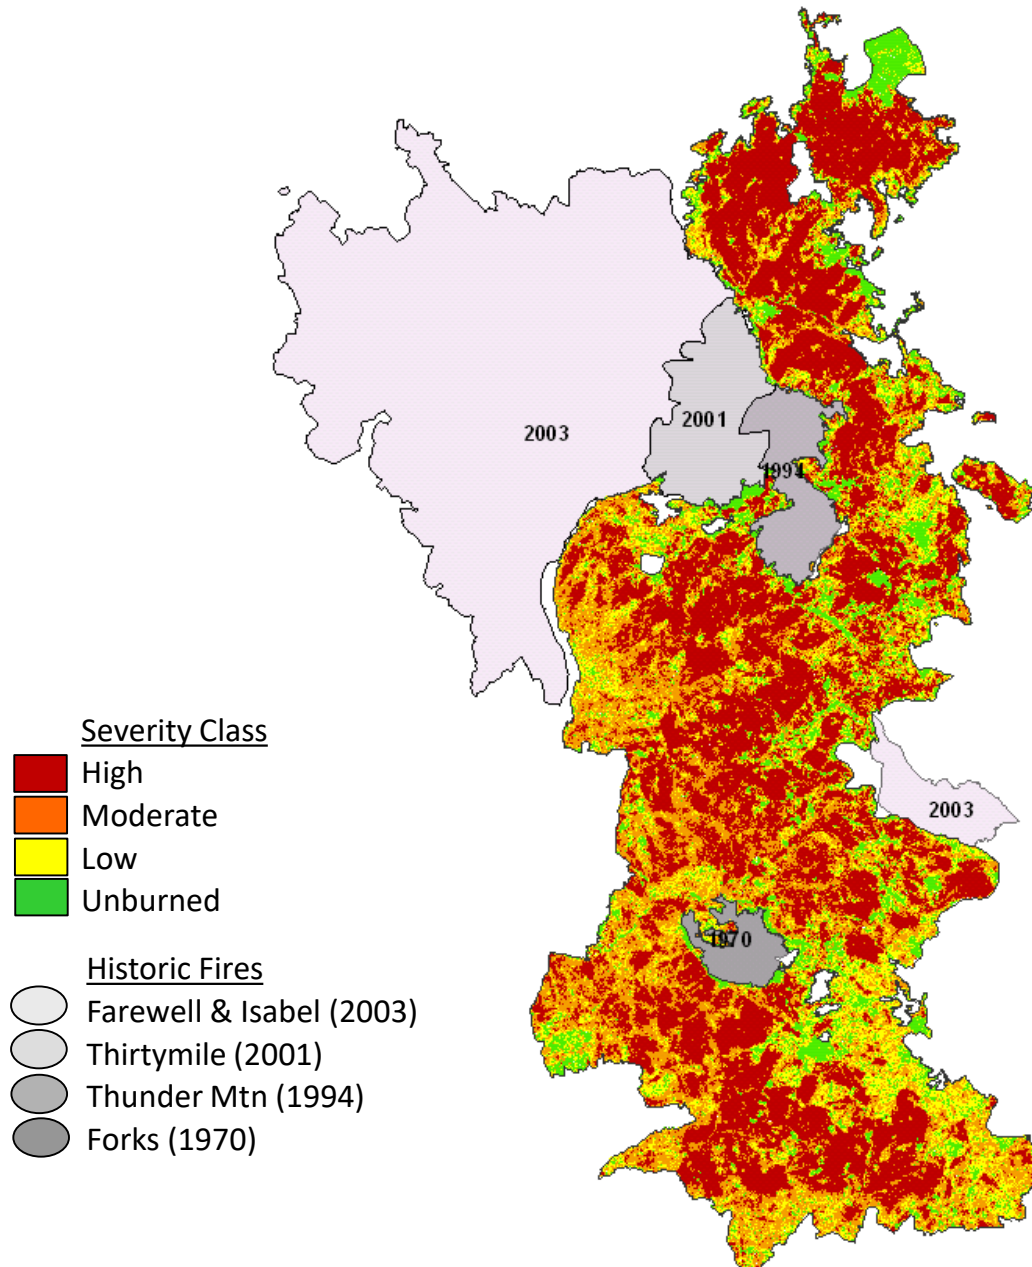 2003
2001
1994
2003
1970
Severity Class
High
Moderate
Low
Unburned
Historic Fires
Farewell & Isabel (2003)
Thirtymile (2001)
Thunder Mtn (1994)
Forks (1970)